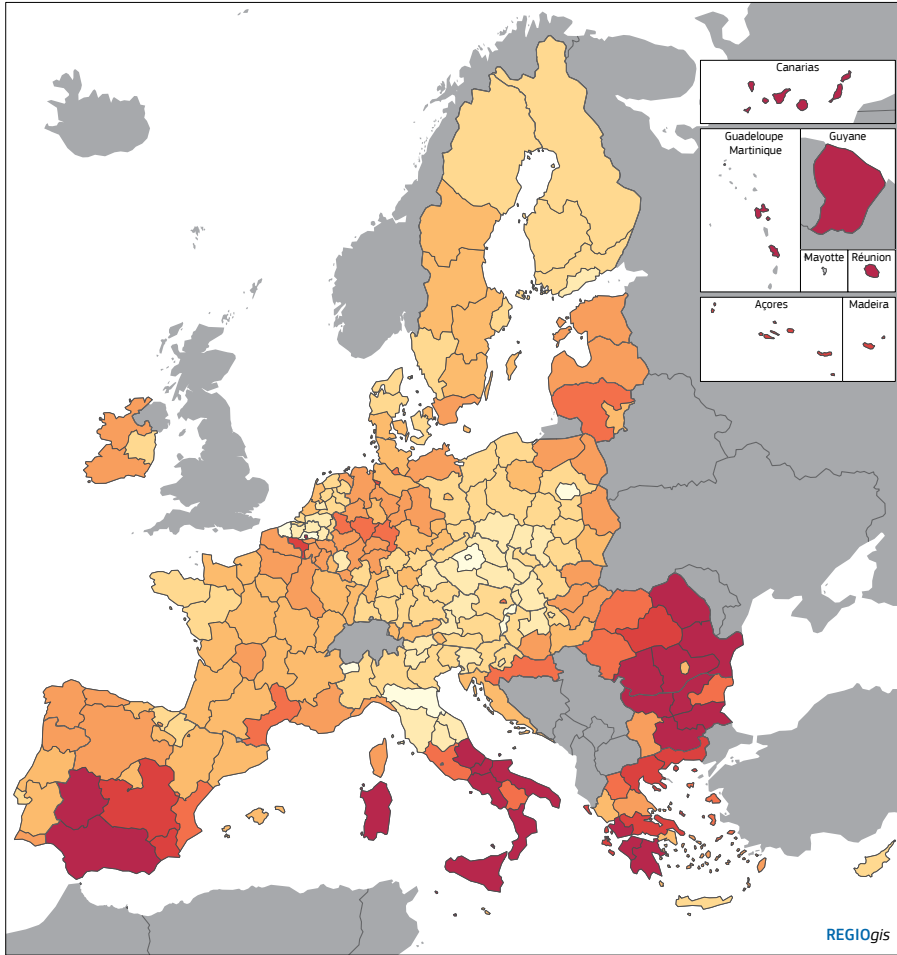 Canarias
Guadeloupe
Martinique
Guyane
Mayotte
Réunion
Açores
Madeira
REGIOgis